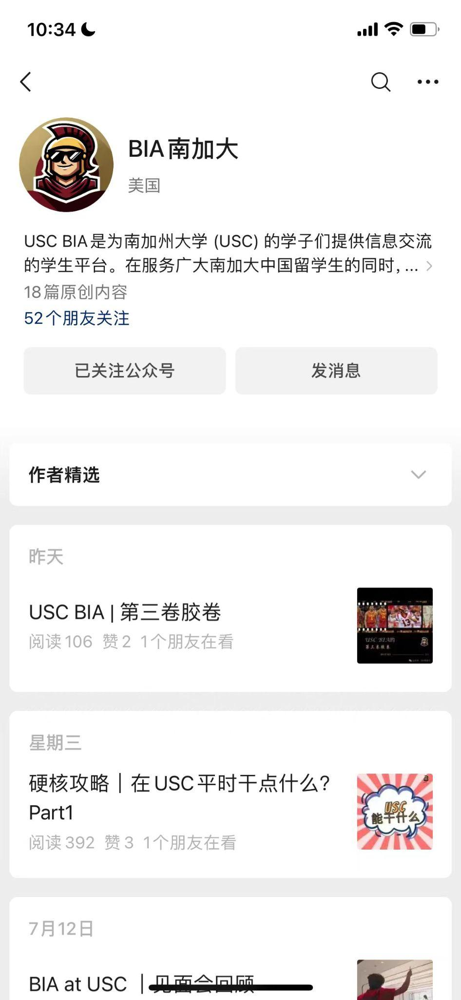 10:34
BIA南加大
美国
USC BIA是为南加州大学 (USC) 的学子们提供信息交流
的学生平台。在服务广大南加大中国留学生的同时, ...
18篇原创内容
52个朋友关注
已关注公众号
发消息
作者精选
昨天
USC BIA | 第三卷胶卷
阅读 106 赞 2 1个朋友在看
USC BIA的
第三卷胶卷
星期三
硬核攻略｜在USC平时干点什么?
Part1
阅读 392 赞 3 1个朋友在看
USC
能干什么
7月12日
BIA at USC ｜见面会回顾